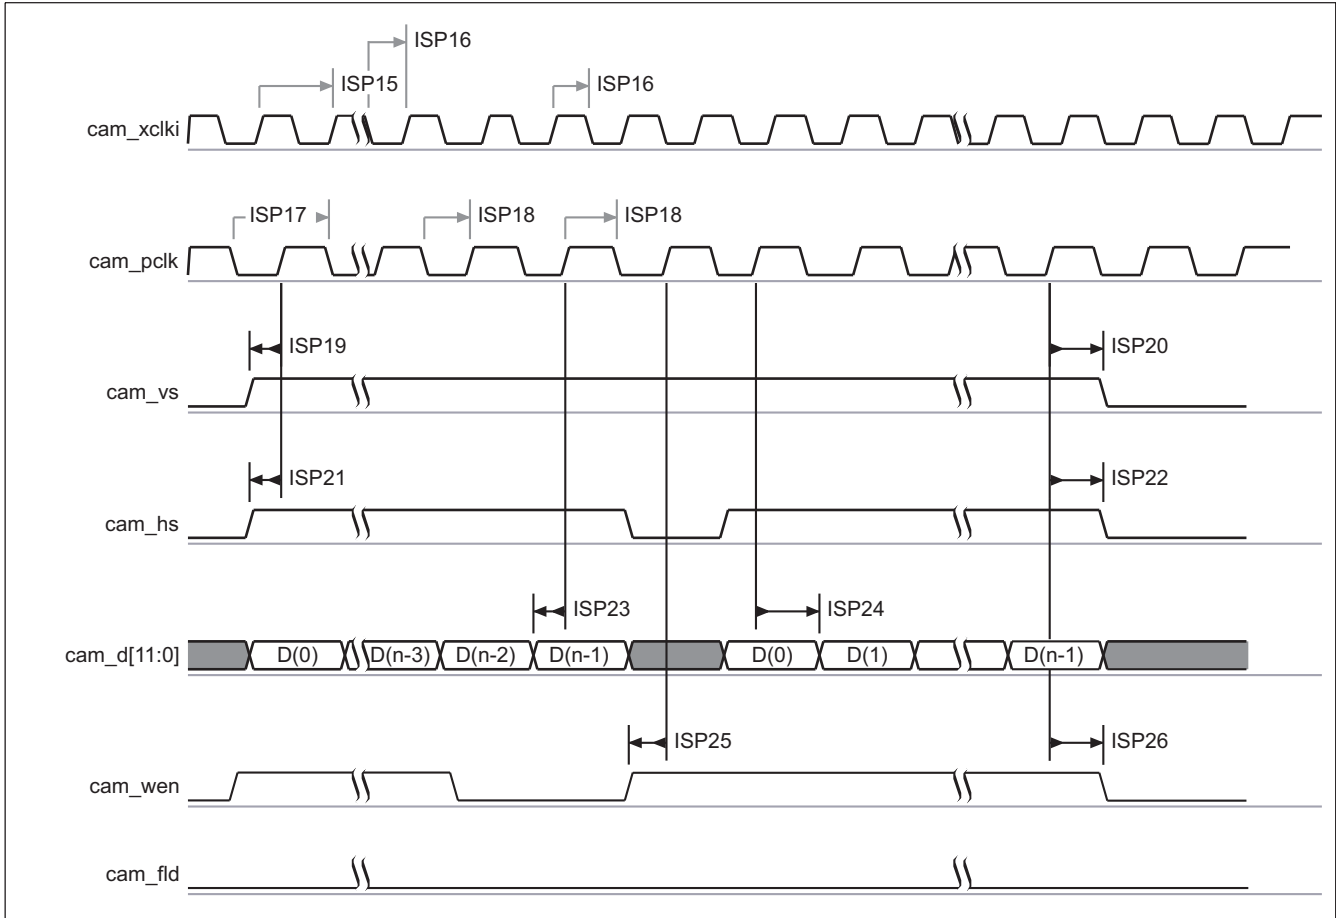 ISP16
ISP15
ISP16
cam_xclki
ISP17
ISP18
ISP18
cam_pclk
ISP19
ISP20
cam_vs
ISP21
ISP22
cam_hs
ISP23
ISP24
cam_d[11:0]
D(0)
D(n-3)
D(n-2)
D(n-1)
D(0)
D(1)
D(n-1)
ISP25
ISP26
cam_wen
cam_fld